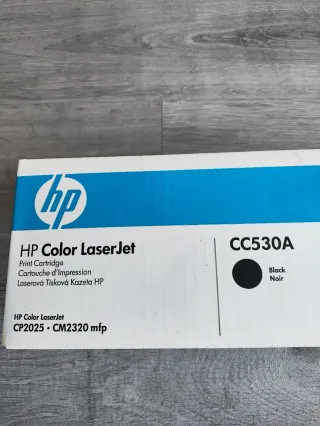 hp
HP Color LaserJet
Print Cartridge
Cartouche d'Impression
Laserová Tisková Kazeta HP
HP Color LaserJet
CP2025 • CM2320 mfp
CC530A
Black
Noir